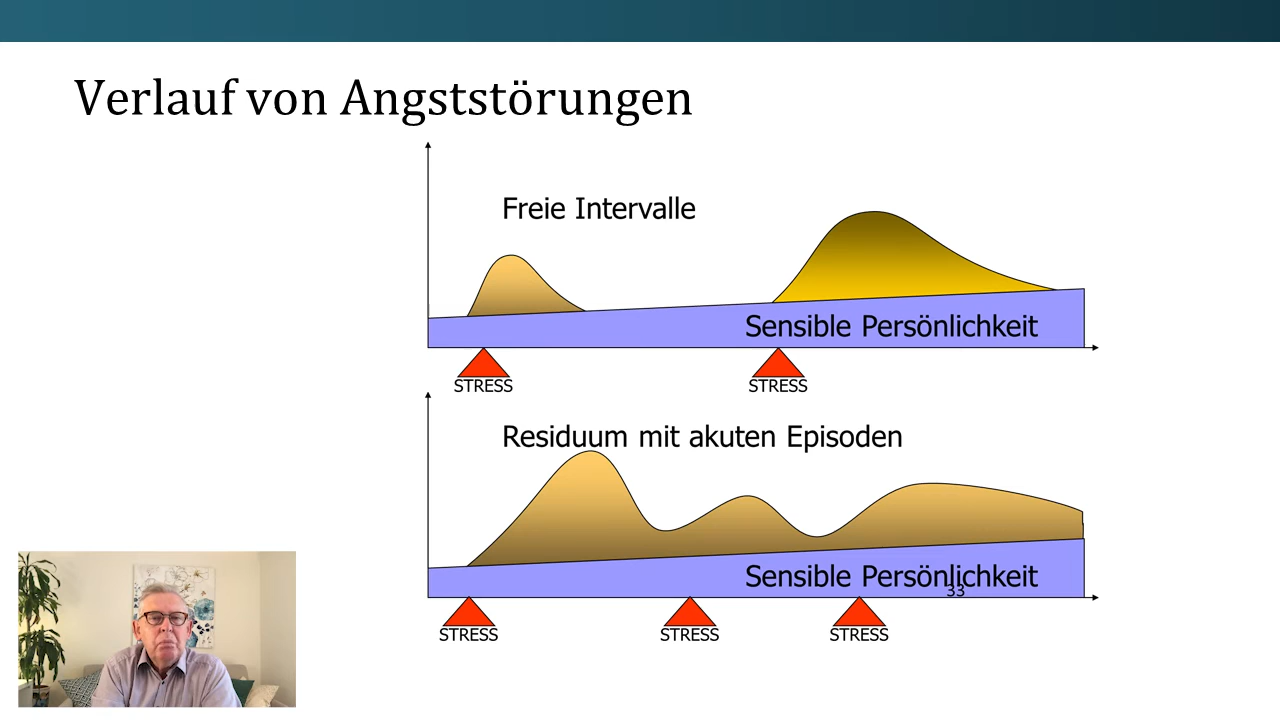 Verlauf von Angststörungen
Freie Intervalle
Sensible Persönlichkeit
STRESS STRESS
Residuum mit akuten Episoden
Sensible Persönlichkeit
33
STRESS STRESS STRESS